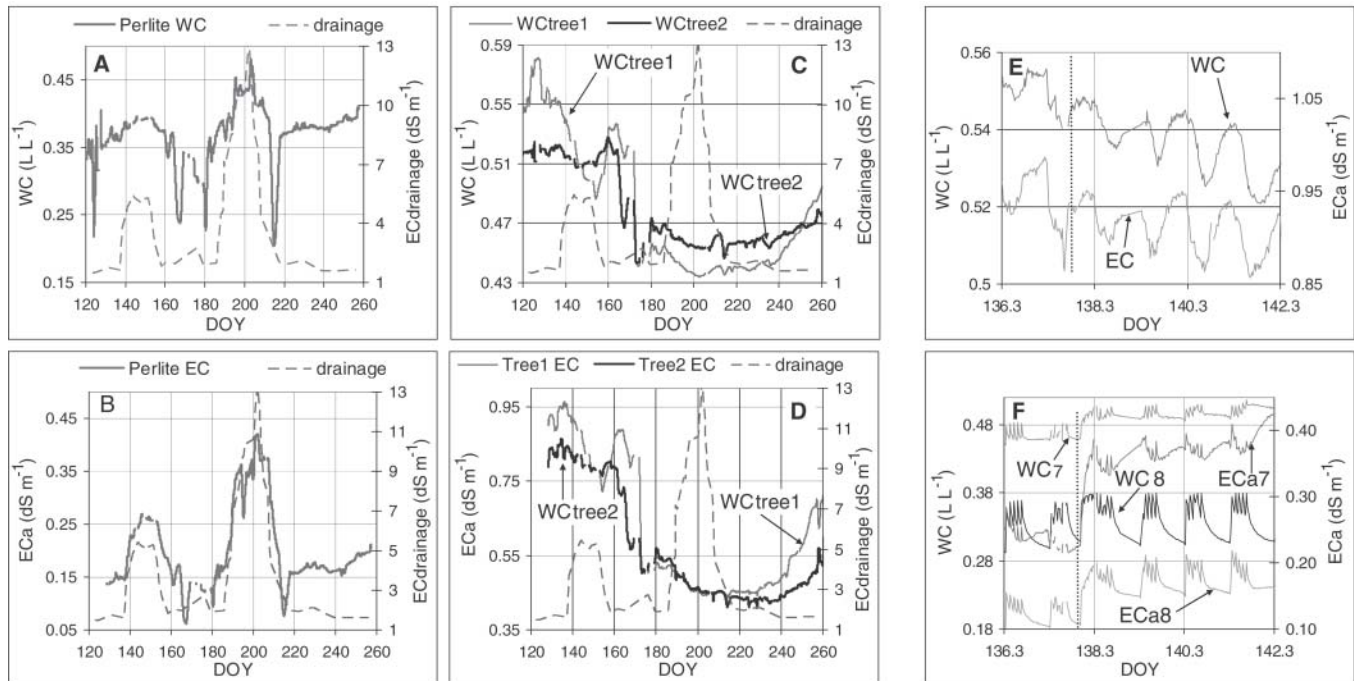 Perlite WC drainage
A
WC (L L⁻¹)
0.45
0.35
0.25
0.15
13
10
7
4
1
ECdrainage (dS m⁻¹)
120 140 160 180 200 220 240 260
DOY
WCtree1 WCtree2 drainage
C
WCtree1
WCtree2
WC (L L⁻¹)
0.59
0.55
0.51
0.47
0.43
13
10
7
4
1
ECdrainage (dS m⁻¹)
120 140 160 180 200 220 240 260
DOY
E
WC
EC
WC (L L⁻¹)
0.56
0.54
0.52
0.5
1.05
0.95
0.85
ECa (dS m⁻¹)
136.3 138.3 140.3 142.3
DOY
Perlite EC drainage
B
ECa (dS m⁻¹)
0.45
0.35
0.25
0.15
0.05
13
11
9
7
5
3
1
ECdrainage (dS m⁻¹)
120 140 160 180 200 220 240 260
DOY
Tree1 EC Tree2 EC drainage
D
WCtree2
WCtree1
ECa (dS m⁻¹)
0.95
0.75
0.55
0.35
13
11
9
7
5
3
1
ECdrainage (dS m⁻¹)
120 140 160 180 200 220 240 260
DOY
F
WC7
WC 8
ECa7
ECa8
WC (L L⁻¹)
0.48
0.38
0.28
0.18
0.40
0.30
0.20
0.10
ECa (dS m⁻¹)
136.3 138.3 140.3 142.3
DOY